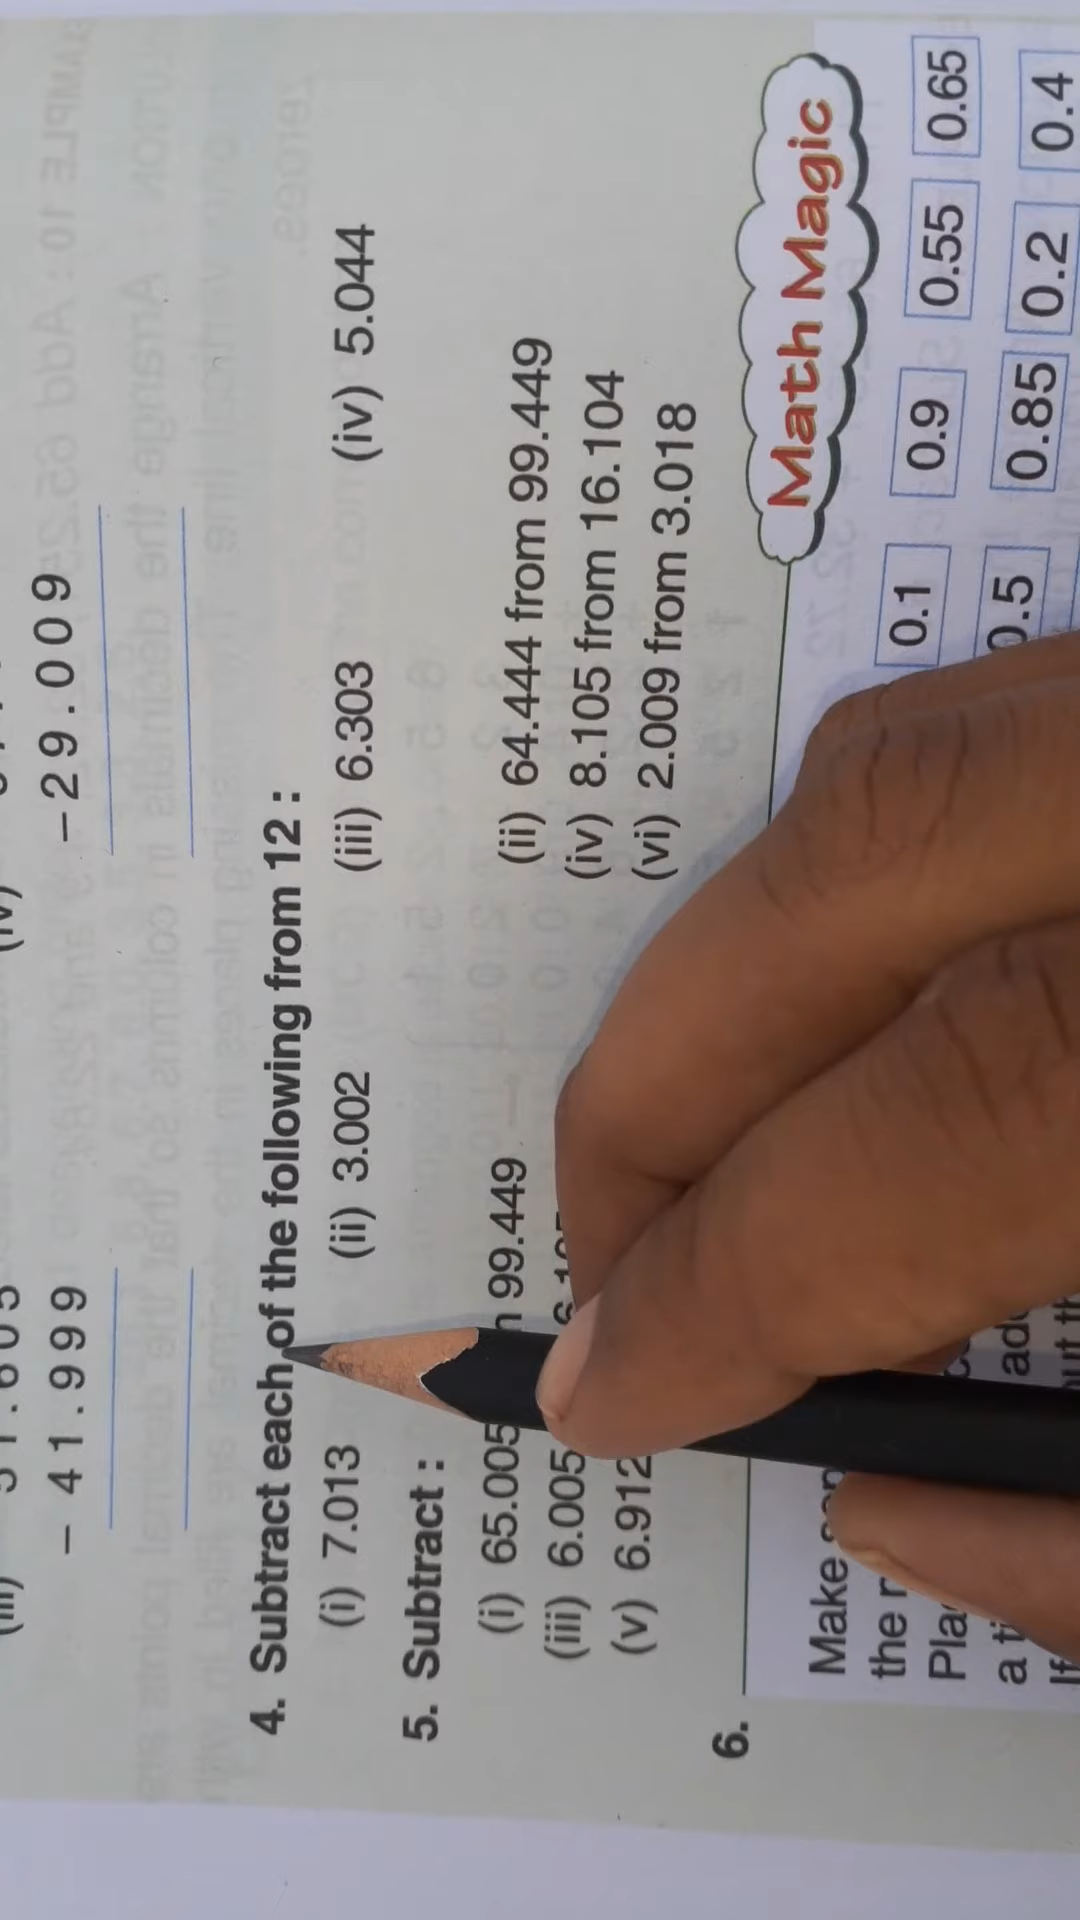 (iii)
- 41.999
(iv)
-29.009
4. Subtract each of the following from 12 :
(i) 7.013 (ii) 3.002 (iii) 6.303 (iv) 5.044
5. Subtract :
(i) 65.005 99.449 (ii) 64.444 from 99.449
(iii) 6.005 (iv) 8.105 from 16.104
(v) 6.912 (vi) 2.009 from 3.018
6.
Math Magic
Make
the
0.1 0.9 0.55 0.65
a
0.5 0.85 0.2 0.4
If